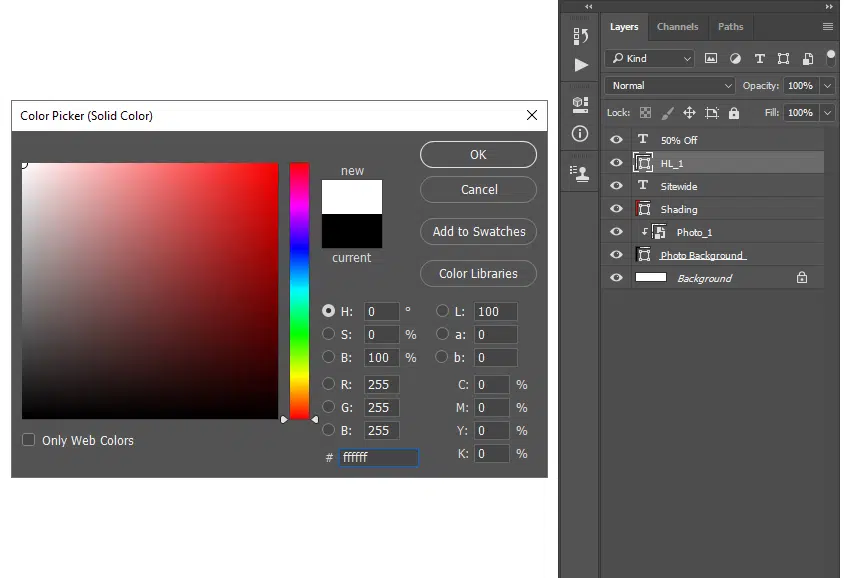 Color Picker (Solid Color)
new
current
OK
Cancel
Add to Swatches
Color Libraries
H: 0 °
S: 0 %
B: 100 %
R: 255
G: 255
B: 255
# ffffff
L: 100
a: 0
b: 0
C: 0 %
M: 0 %
Y: 0 %
K: 0 %
Only Web Colors
Layers Channels Paths
Kind
Normal Opacity: 100%
Lock: Fill: 100%
T 50% Off
HL_1
T Sitewide
Shading
Photo_1
Photo Background
Background